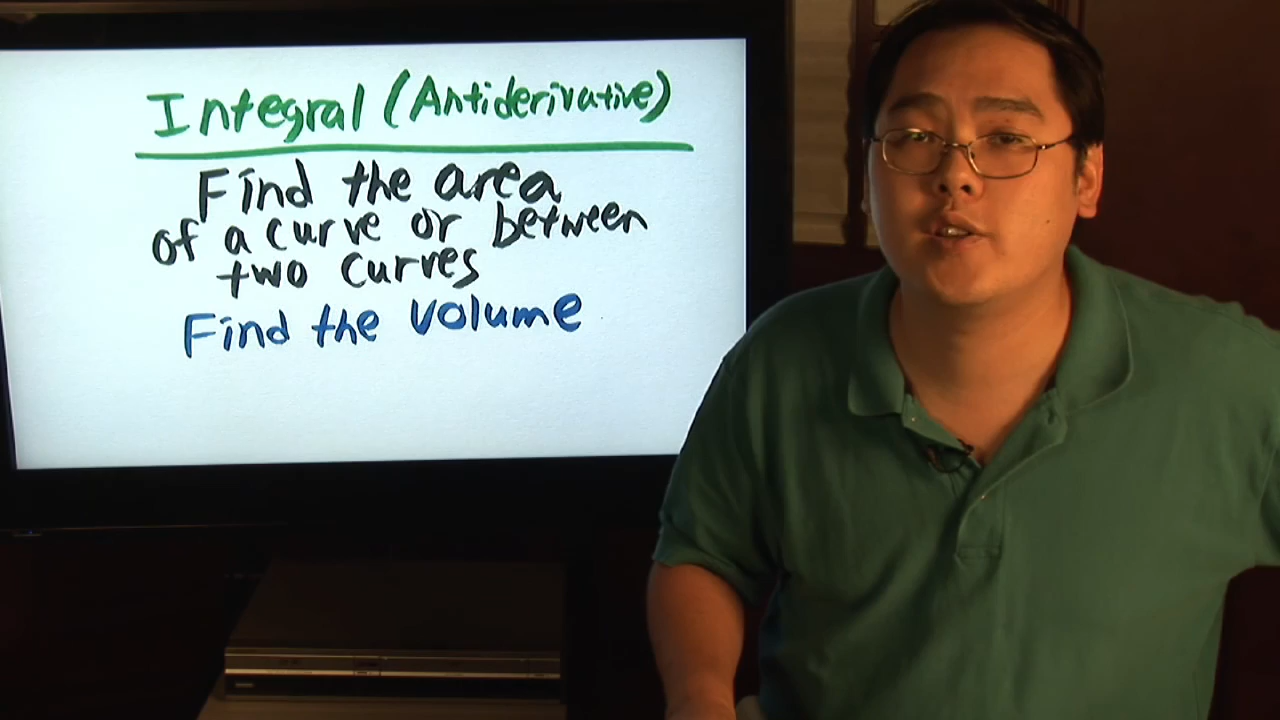 Integral (Antiderivative)
Find the area
of a curve or between
two curves
Find the volume